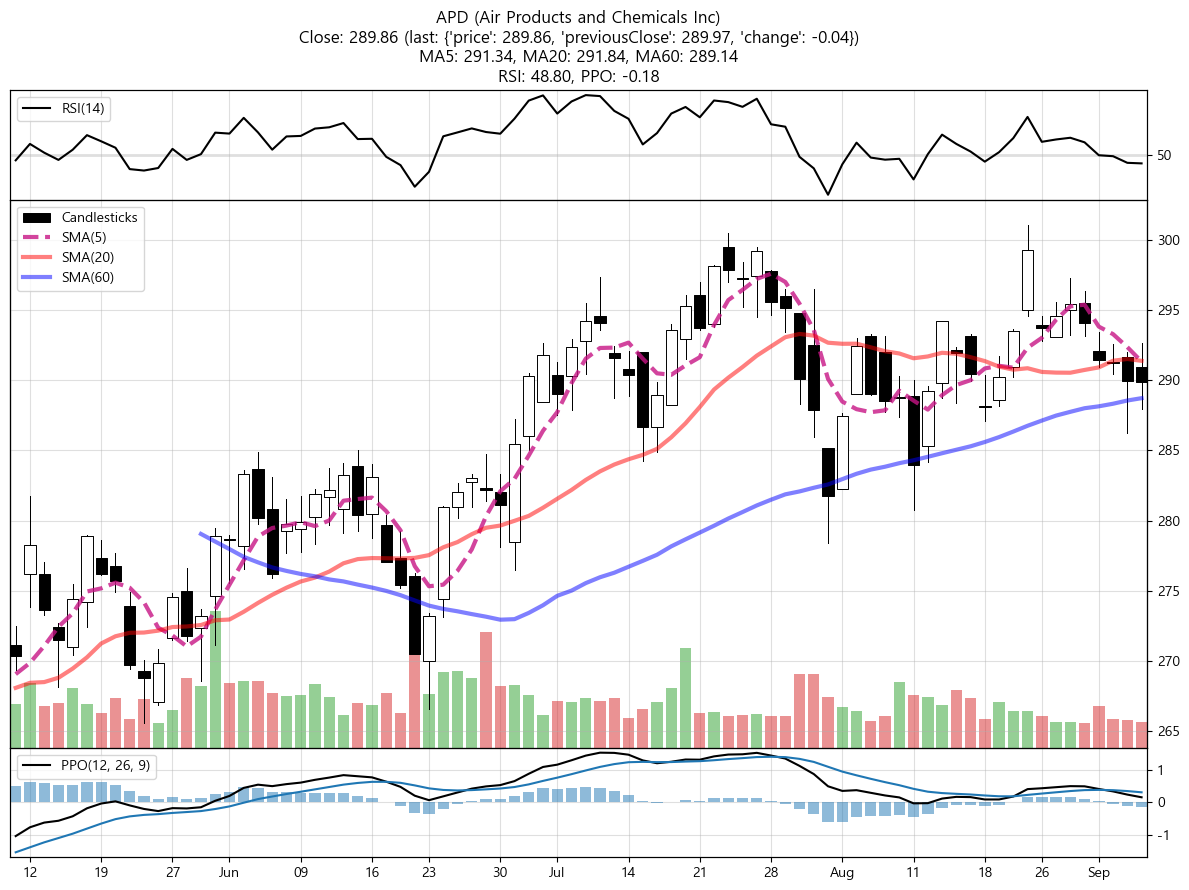 APD (Air Products and Chemicals Inc)
Close: 289.86 (last: {'price': 289.86, 'previousClose': 289.97, 'change': -0.04})
MA5: 291.34, MA20: 291.84, MA60: 289.14
RSI: 48.80, PPO: -0.18
RSI(14)
50
Candlesticks
SMA(5)
SMA(20)
SMA(60)
300
295
290
285
280
275
270
265
PPO(12, 26, 9)
1
0
-1
12 19 27 Jun 09 16 23 Jul 14 21 28 Aug 11 18 26 Sep